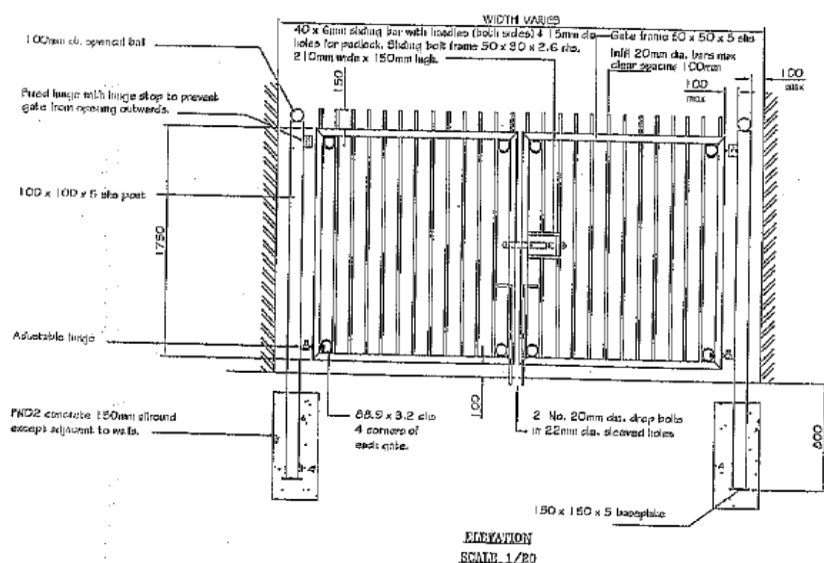 WIDTH VARIES
40 x 6mm sliding bar with handles (both sides) & 15mm dia
holes for padlock. Sliding bolt frame 50 x 30 x 2.6 shs.
210mm wide x 150mm high.
Gate frame 50 x 50 x 5 shs
Infill 20mm dia. bars max
clear spacing 100mm
100mm di. ball
150
100
max
100
max
Fixed hinge with hinge stop to prevent
gate from opening outwards.
100 x 100 x 5 shs post
1750
Adjustable hinge
concrete 150mm allround
except adjacent to walls.
88.9 x 3.2 chs
4 corners of
each gate.
100
2 No. 20mm dia. drop bolts
in 22mm dia. sleeved holes
150 x 150 x 5 baseplate
ELEVATION
SCALE 1/20